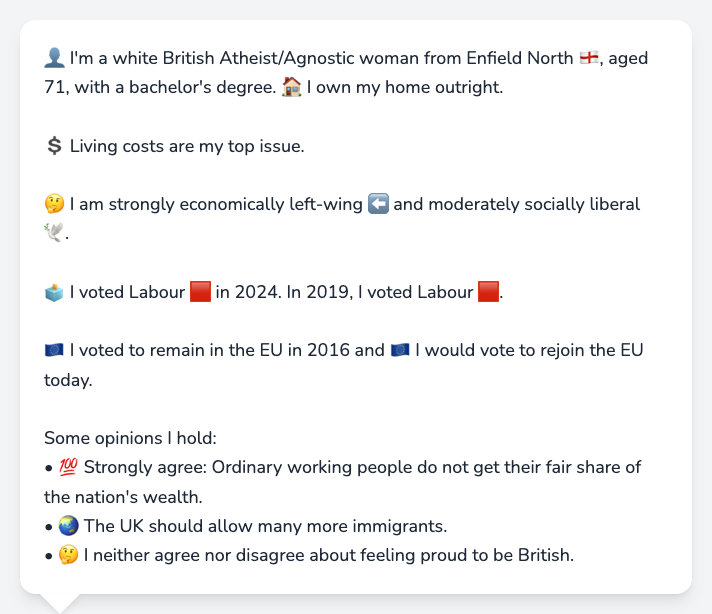 👤 I'm a white British Atheist/Agnostic woman from Enfield North 🏴󠁧󠁢󠁥󠁮󠁧󠁿, aged
71, with a bachelor's degree. 🏠 I own my home outright.
💲 Living costs are my top issue.
🤔 I am strongly economically left-wing ⬅️ and moderately socially liberal
🕊️.
🗳️ I voted Labour 🟥 in 2024. In 2019, I voted Labour 🟥.
🇪🇺 I voted to remain in the EU in 2016 and 🇪🇺 I would vote to rejoin the EU
today.
Some opinions I hold:
• 💯 Strongly agree: Ordinary working people do not get their fair share of
the nation's wealth.
• 🌏 The UK should allow many more immigrants.
• 🤔 I neither agree nor disagree about feeling proud to be British.